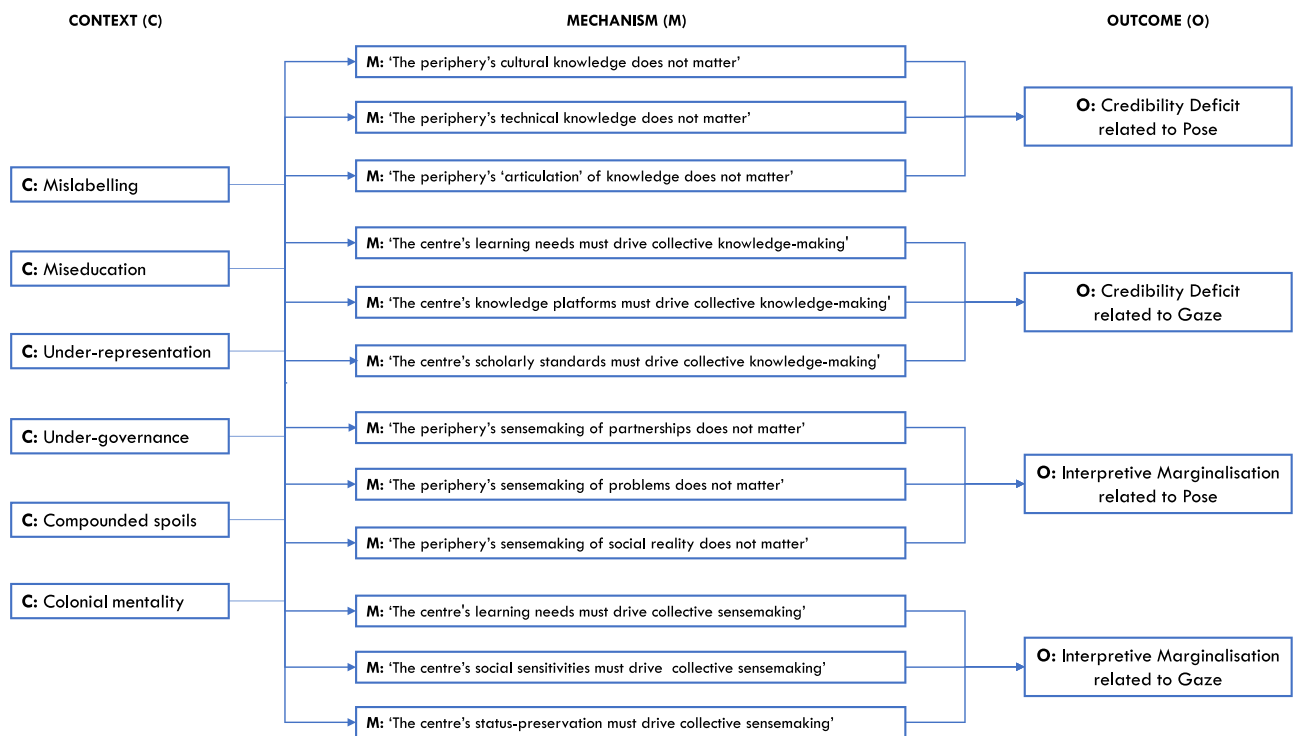 CONTEXT (C)
MECHANISM (M)
OUTCOME (O)
C: Mislabelling
C: Miseducation
C: Under-representation
C: Under-governance
C: Compounded spoils
C: Colonial mentality
M: ‘The periphery’s cultural knowledge does not matter’
M: ‘The periphery’s technical knowledge does not matter’
M: ‘The periphery’s ‘articulation’ of knowledge does not matter’
M: ‘The centre’s learning needs must drive collective knowledge-making'
M: ‘The centre’s knowledge platforms must drive collective knowledge-making'
M: ‘The centre’s scholarly standards must drive collective knowledge-making'
M: ‘The periphery’s sensemaking of partnerships does not matter’
M: ‘The periphery’s sensemaking of problems does not matter’
M: ‘The periphery’s sensemaking of social reality does not matter’
M: ‘The centre’s learning needs must drive collective sensemaking’
M: ‘The centre’s social sensitivities must drive collective sensemaking’
M: ‘The centre’s status-preservation must drive collective sensemaking’
O: Credibility Deficit
related to Pose
O: Credibility Deficit
related to Gaze
O: Interpretive Marginalisation
related to Pose
O: Interpretive Marginalisation
related to Gaze